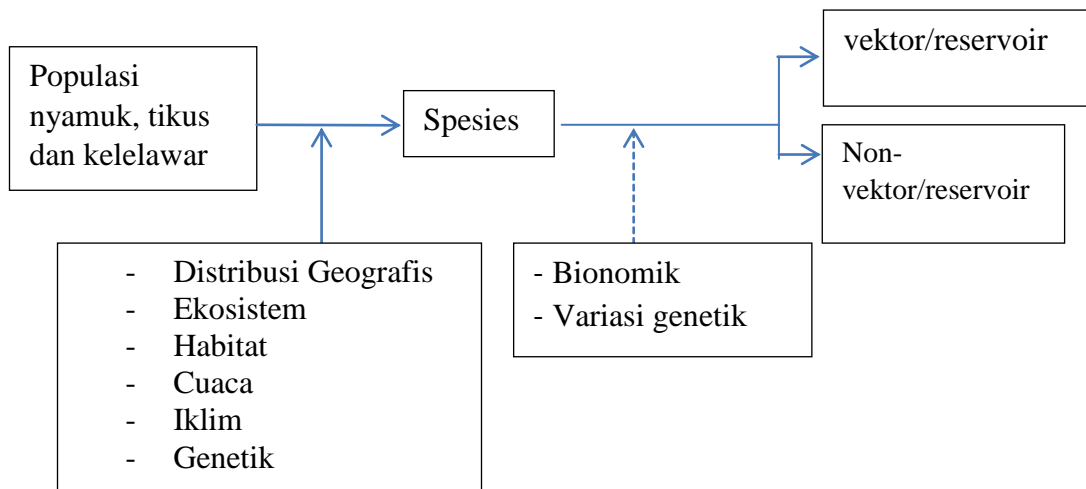 Populasi
nyamuk, tikus
dan kelelawar
Spesies
vektor/reservoir
Non-
vektor/reservoir
- Distribusi Geografis
- Ekosistem
- Habitat
- Cuaca
- Iklim
- Genetik
- Bionomik
- Variasi genetik